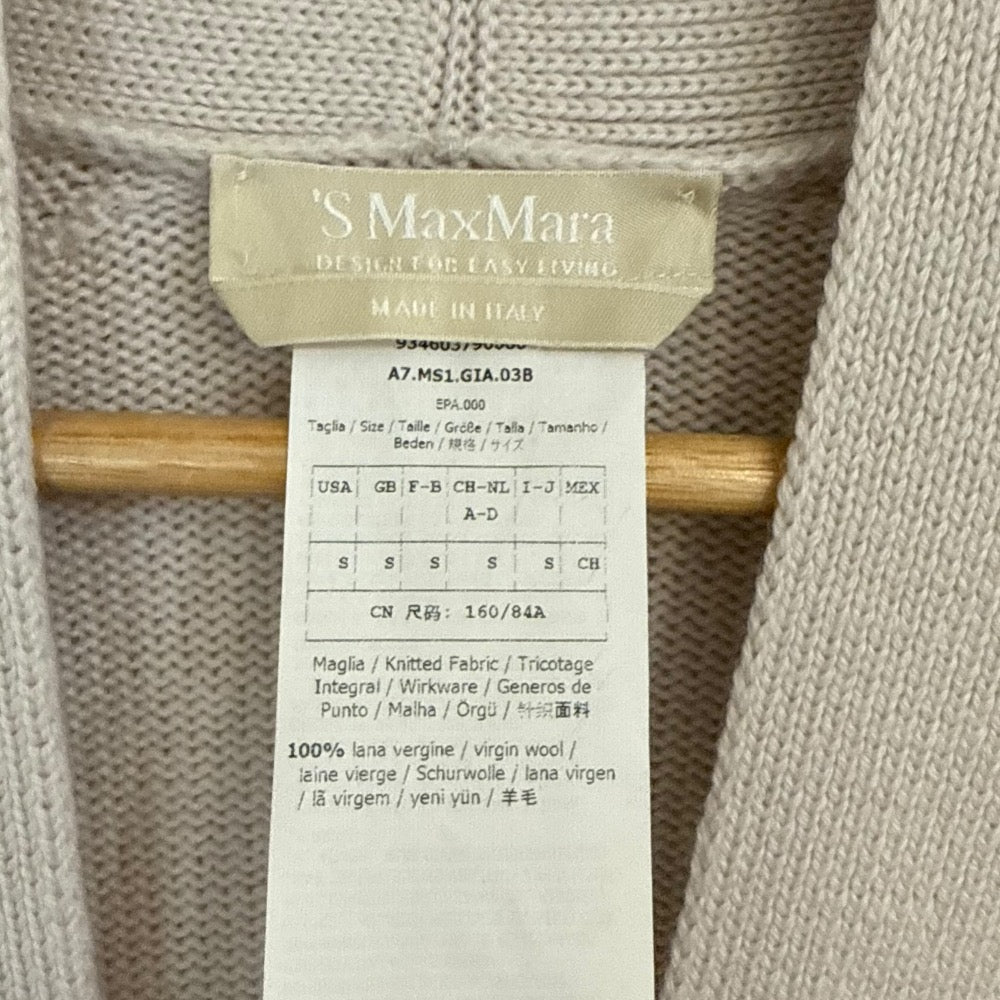 'S MaxMara
DESIGN FOR EASY LIVING
MADE IN ITALY
A7.MS1.GIA.03B
EPA.000
Taglia / Size / Taille / Größe / Talla / Tamanho /
Beden / 規格 / サイズ
USA GB F-B CH-NL I-J MEX
A-D
S S S S S CH
CN 尺码: 160/84A
Maglia / Knitted Fabric / Tricotage
Integral / Wirkware / Generos de
Punto / Malha / Örgü / 针织面料
100% lana vergine / virgin wool /
laine vierge / Schurwolle / lana virgen
/ lã virgem / yeni yün / 羊毛